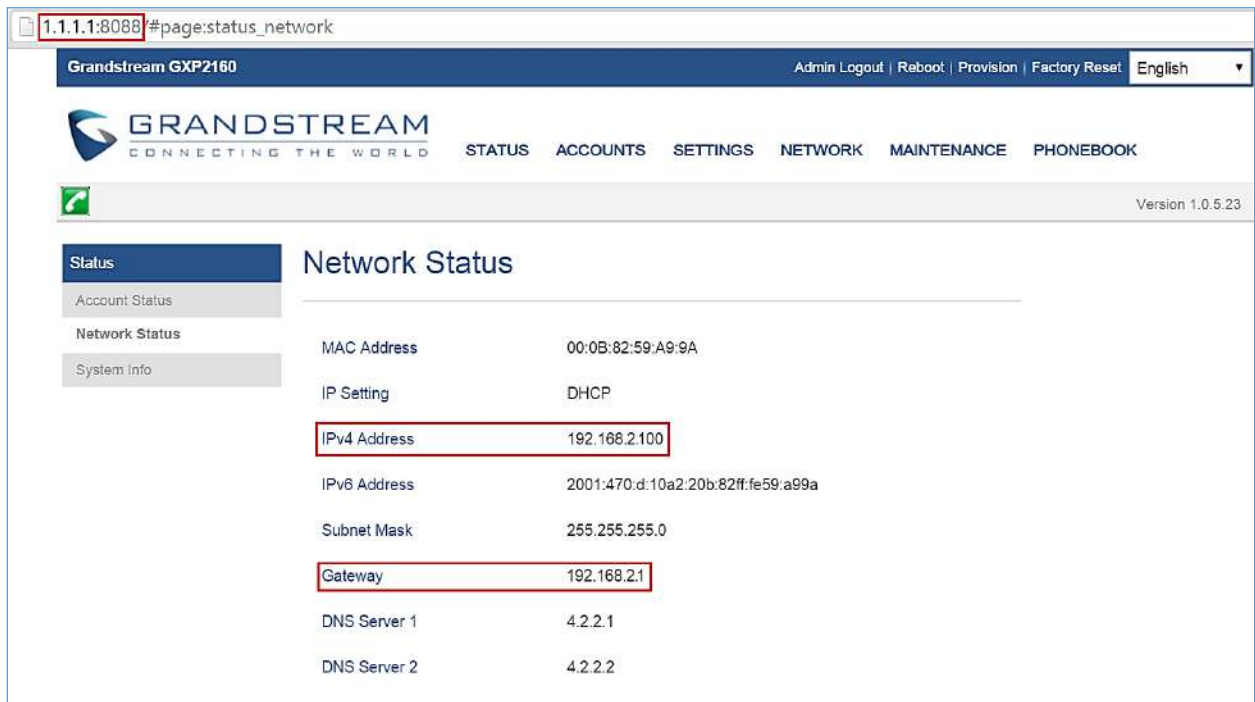 1.1.1.1:8088/#page:status_network
Grandstream GXP2160 Admin Logout | Reboot | Provision | Factory Reset English
GRANDSTREAM
CONNECTING THE WORLD STATUS ACCOUNTS SETTINGS NETWORK MAINTENANCE PHONEBOOK
Version 1.0.5.23
Status
Account Status
Network Status
System Info
Network Status
MAC Address 00:0B:82:59:A9:9A
IP Setting DHCP
IPv4 Address 192.168.2.100
IPv6 Address 2001:470:d:10a2:20b:82ff:fe59:a99a
Subnet Mask 255.255.255.0
Gateway 192.168.2.1
DNS Server 1 4.2.2.1
DNS Server 2 4.2.2.2